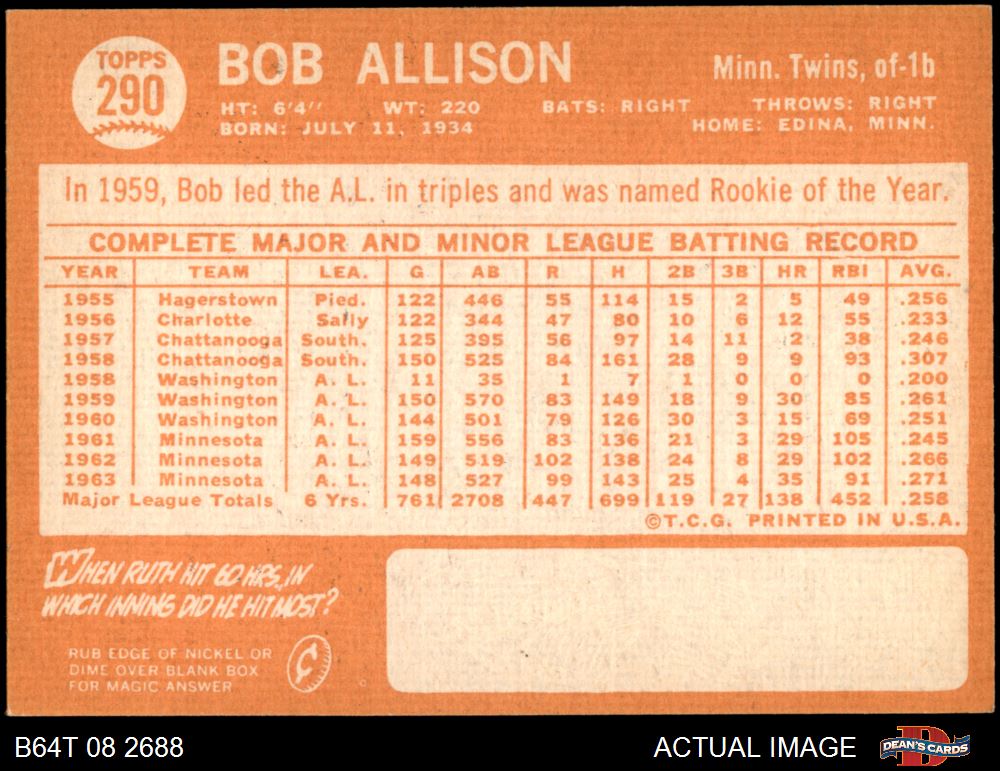 TOPPS
290
BOB ALLISON
Minn. Twins, of-1b
HT: 6'4" WT: 220 BATS: RIGHT THROWS: RIGHT
BORN: JULY 11, 1934 HOME: EDINA, MINN.
In 1959, Bob led the A.L. in triples and was named Rookie of the Year.
COMPLETE MAJOR AND MINOR LEAGUE BATTING RECORD
YEAR TEAM LEA. G AB R H 2B 3B HR RBI AVG.
1955 Hagerstown Pied. 122 446 55 114 15 2 5 49 .256
1956 Charlotte Sally 122 344 47 80 10 6 12 55 .233
1957 Chattanooga South. 125 395 56 97 14 11 2 38 .246
1958 Chattanooga South. 150 525 84 161 28 9 9 93 .307
1958 Washington A. L. 11 35 1 7 1 0 0 0 .200
1959 Washington A. L. 150 570 83 149 18 9 30 85 .261
1960 Washington A. L. 144 501 79 126 30 3 15 69 .251
1961 Minnesota A. L. 159 556 83 136 21 3 29 105 .245
1962 Minnesota A. L. 149 519 102 138 24 8 29 102 .266
1963 Minnesota A. L. 148 527 99 143 25 4 35 91 .271
Major League Totals 6 Yrs. 761 2708 447 699 119 27 138 452 .258
©T.C.G. PRINTED IN U.S.A.
WHEN RUTH HIT 60 HRS. IN
WHICH INNING DID HE HIT MOST?
RUB EDGE OF NICKEL OR
DIME OVER BLANK BOX
FOR MAGIC ANSWER
¢
B64T 08 2688
ACTUAL IMAGE
DEAN'S CARDS